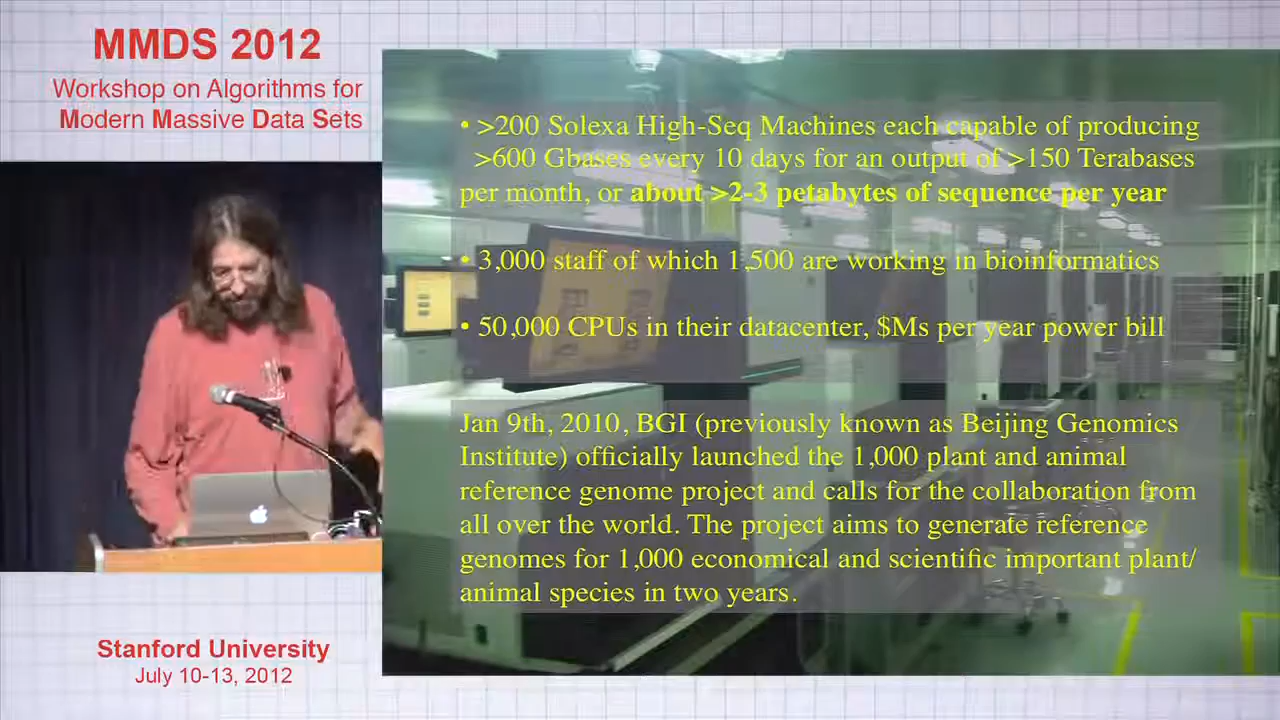 MMDS 2012
Workshop on Algorithms for
Modern Massive Data Sets
• >200 Solexa High-Seq Machines each capable of producing
>600 Gbases every 10 days for an output of >150 Terabases
per month, or about >2-3 petabytes of sequence per year
• 3,000 staff of which 1,500 are working in bioinformatics
• 50,000 CPUs in their datacenter, $Ms per year power bill
Jan 9th, 2010, BGI (previously known as Beijing Genomics
Institute) officially launched the 1,000 plant and animal
reference genome project and calls for the collaboration from
all over the world. The project aims to generate reference
genomes for 1,000 economical and scientific important plant/
animal species in two years.
Stanford University
July 10-13, 2012